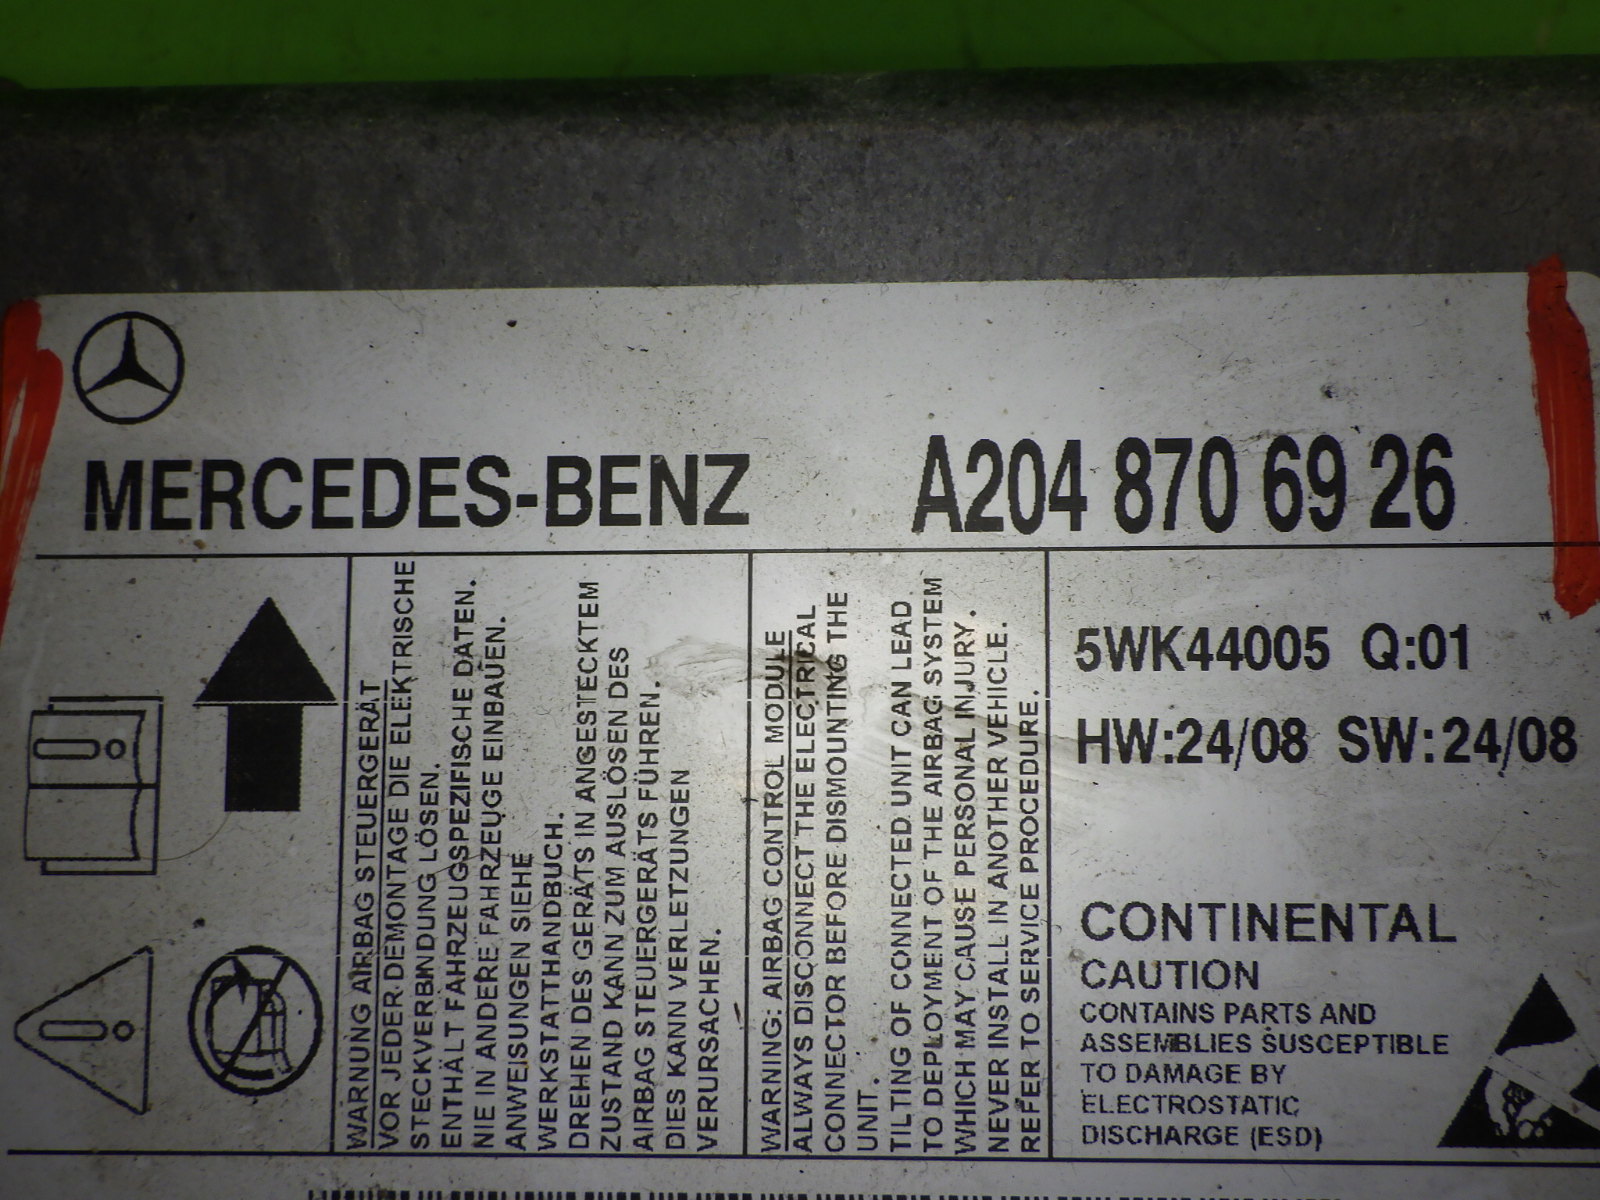 MERCEDES-BENZ
A204 870 69 26
WARNUNG AIRBAG STEUERGERÄT
VOR JEDER DEMONTAGE DIE ELEKTRISCHE
STECKVERBINDUNG LÖSEN.
ENTHÄLT FAHRZEUGSPEZIFISCHE DATEN.
NIE IN ANDERE FAHRZEUGE EINBAUEN.
ANWEISUNGEN SIEHE
WERKSTATTHANDBUCH.
DREHEN DES GERÄTS IN ANGESTECKTEM
ZUSTAND KANN ZUM AUSLÖSEN DES
AIRBAG STEUERGERÄTS FÜHREN.
DIES KANN VERLETZUNGEN
VERURSACHEN.
WARNING: AIRBAG CONTROL MODULE
ALWAYS DISCONNECT THE ELECTRICAL
CONNECTOR BEFORE DISMOUNTING THE
UNIT.
TILTING OF CONNECTED UNIT CAN LEAD
TO DEPLOYMENT OF THE AIRBAG SYSTEM
WHICH MAY CAUSE PERSONAL INJURY.
NEVER INSTALL IN ANOTHER VEHICLE.
REFER TO SERVICE PROCEDURE.
5WK44005 Q:01
HW:24/08 SW:24/08
CONTINENTAL
CAUTION
CONTAINS PARTS AND
ASSEMBLIES SUSCEPTIBLE
TO DAMAGE BY
ELECTROSTATIC
DISCHARGE (ESD)